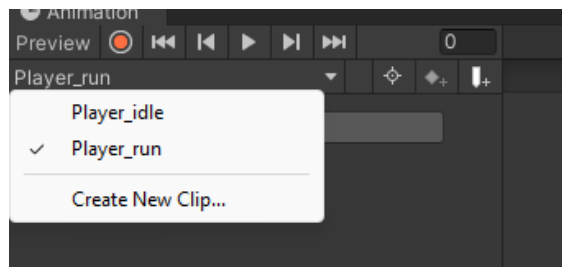 Animation
Preview 0
Player_run
Player_idle
Player_run
Create New Clip...